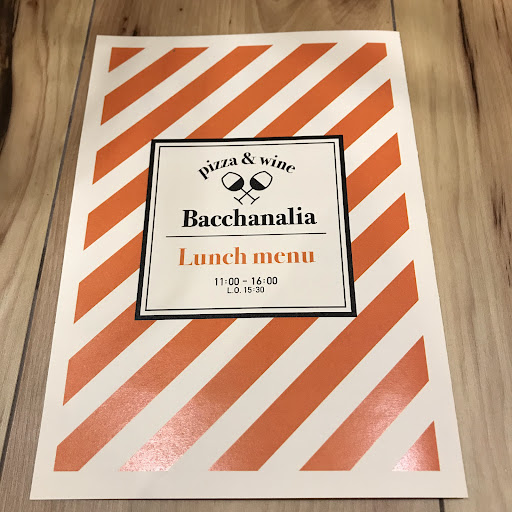 pizza & wine
Bacchanalia
Lunch menu
11:00 - 16:00
L.O. 15:30